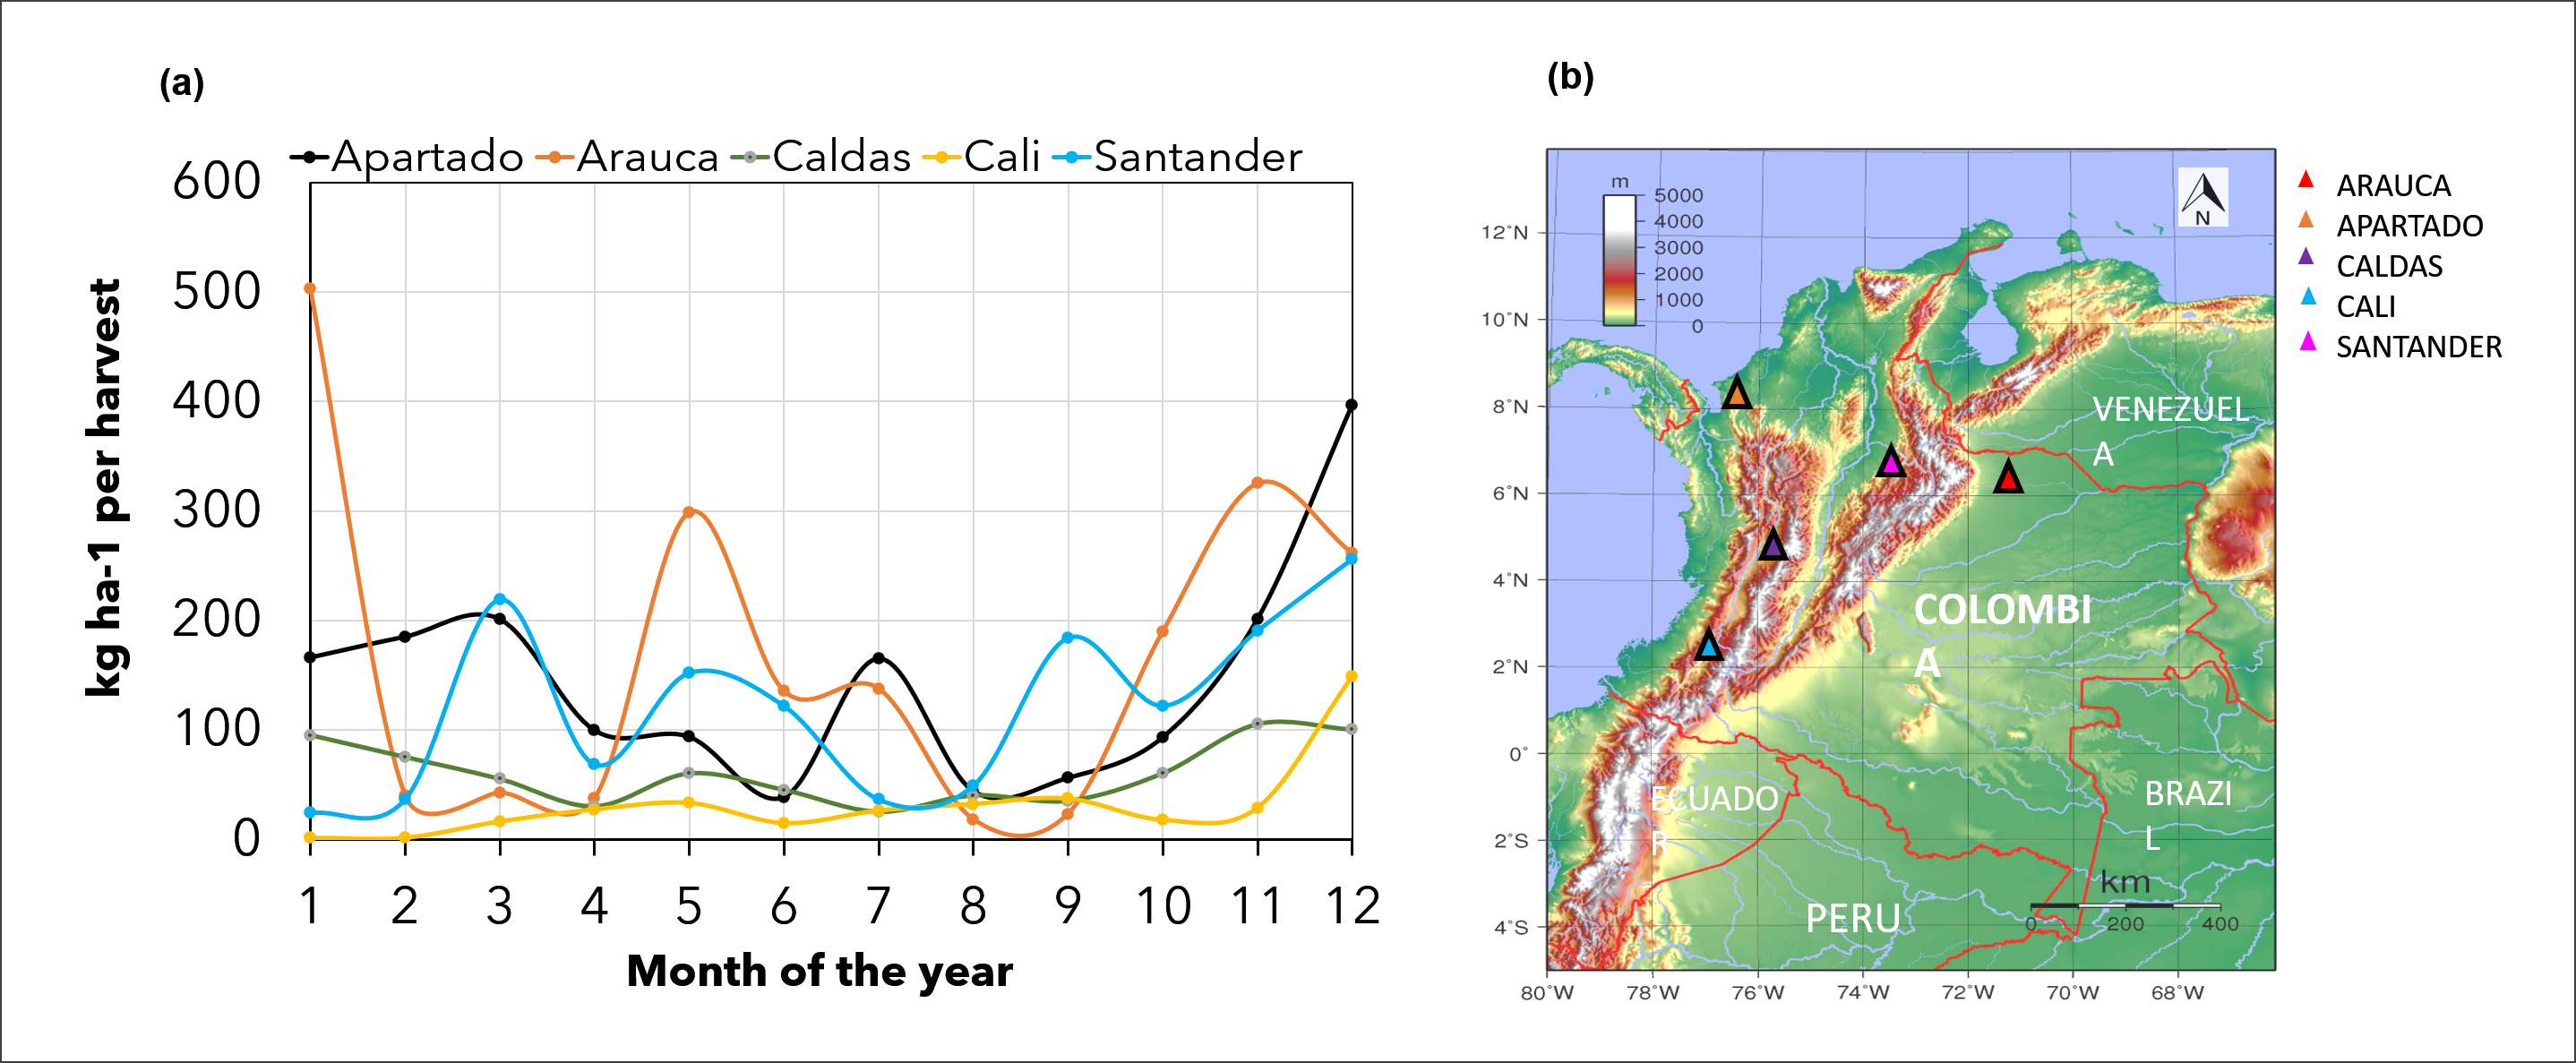 (a)
Apartado Arauca Caldas Cali Santander
600
500
400
300
200
100
0
kg ha-1 per harvest
1 2 3 4 5 6 7 8 9 10 11 12
Month of the year
(b)
m
5000
4000
3000
2000
1000
0
N
12°N
10°N
8°N
6°N
4°N
2°N
0°
2°S
4°S
80°W 78°W 76°W 74°W 72°W 70°W 68°W
VENEZUEL
A
COLOMBI
A
ECUADO
R
BRAZI
L
PERU
km
0 200 400
ARAUCA
APARTADO
CALDAS
CALI
SANTANDER